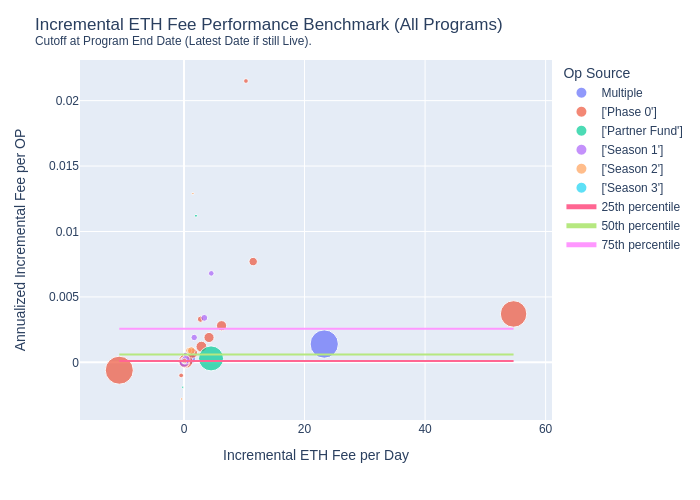 Incremental ETH Fee Performance Benchmark (All Programs)
Cutoff at Program End Date (Latest Date if still Live).
Annualized Incremental Fee per OP
0.02
0.015
0.01
0.005
0
0
20
40
60
Incremental ETH Fee per Day
Op Source
Multiple
['Phase 0']
['Partner Fund']
['Season 1']
['Season 2']
['Season 3']
25th percentile
50th percentile
75th percentile